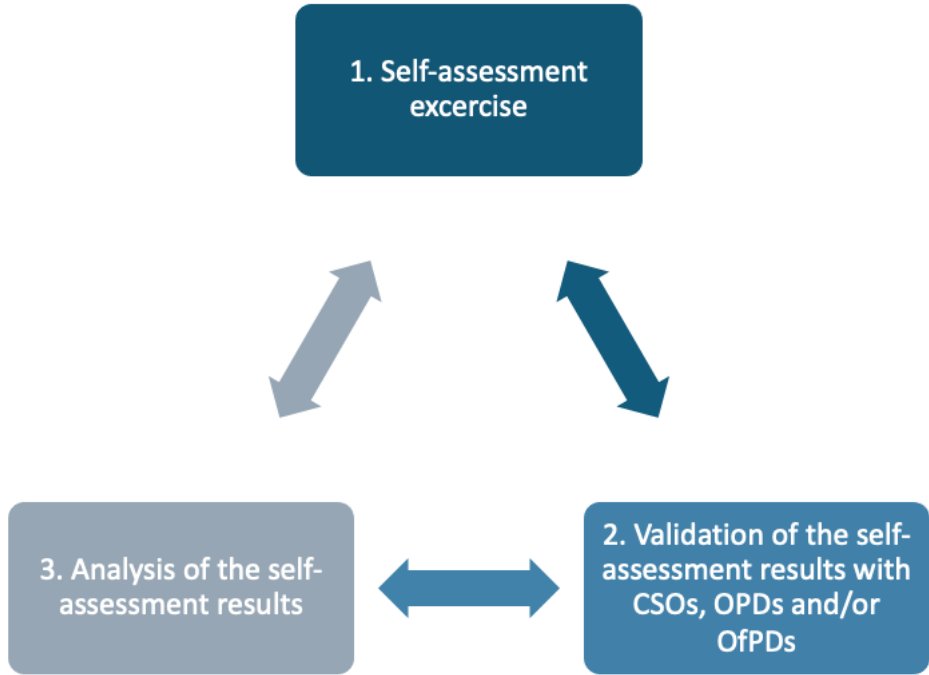 1. Self-assessment
excercise
3. Analysis of the self-
assessment results
2. Validation of the self-
assessment results with
CSOs, OPDs and/or
OfPDs